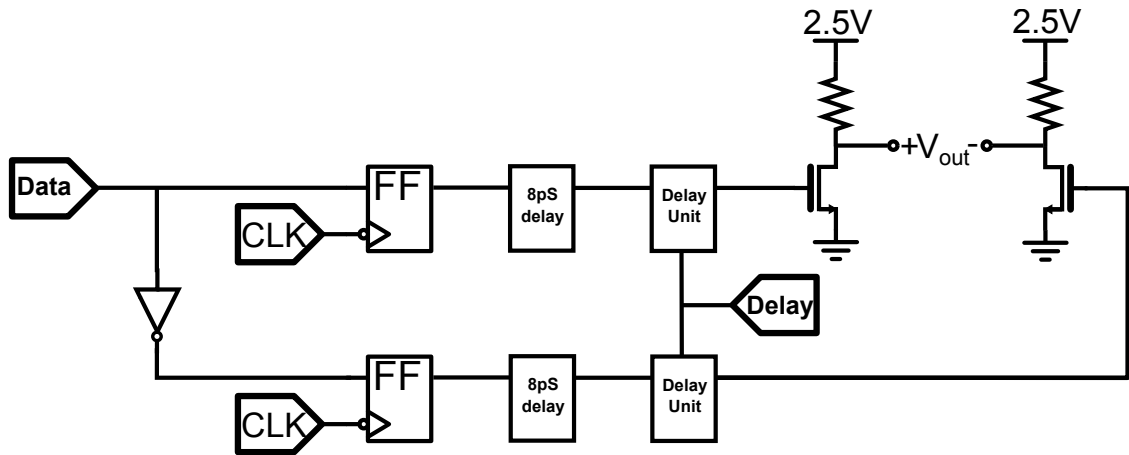 2.5V
2.5V
+Vout-
Data
FF
CLK
8pS
delay
Delay
Unit
Delay
FF
CLK
8pS
delay
Delay
Unit